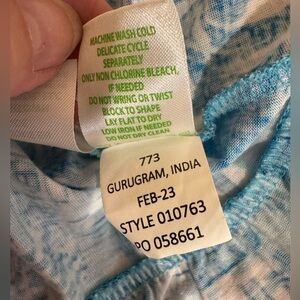 MACHINE WASH COLD
DELICATE CYCLE
SEPARATELY
ONLY NON CHLORINE BLEACH,
IF NEEDED
DO NOT WRING OR TWIST
BLOCK TO SHAPE
LAY FLAT TO DRY
LOW IRON IF NEEDED
DO NOT DRY CLEAN
773
GURUGRAM, INDIA
FEB-23
STYLE 010763
PO 058661